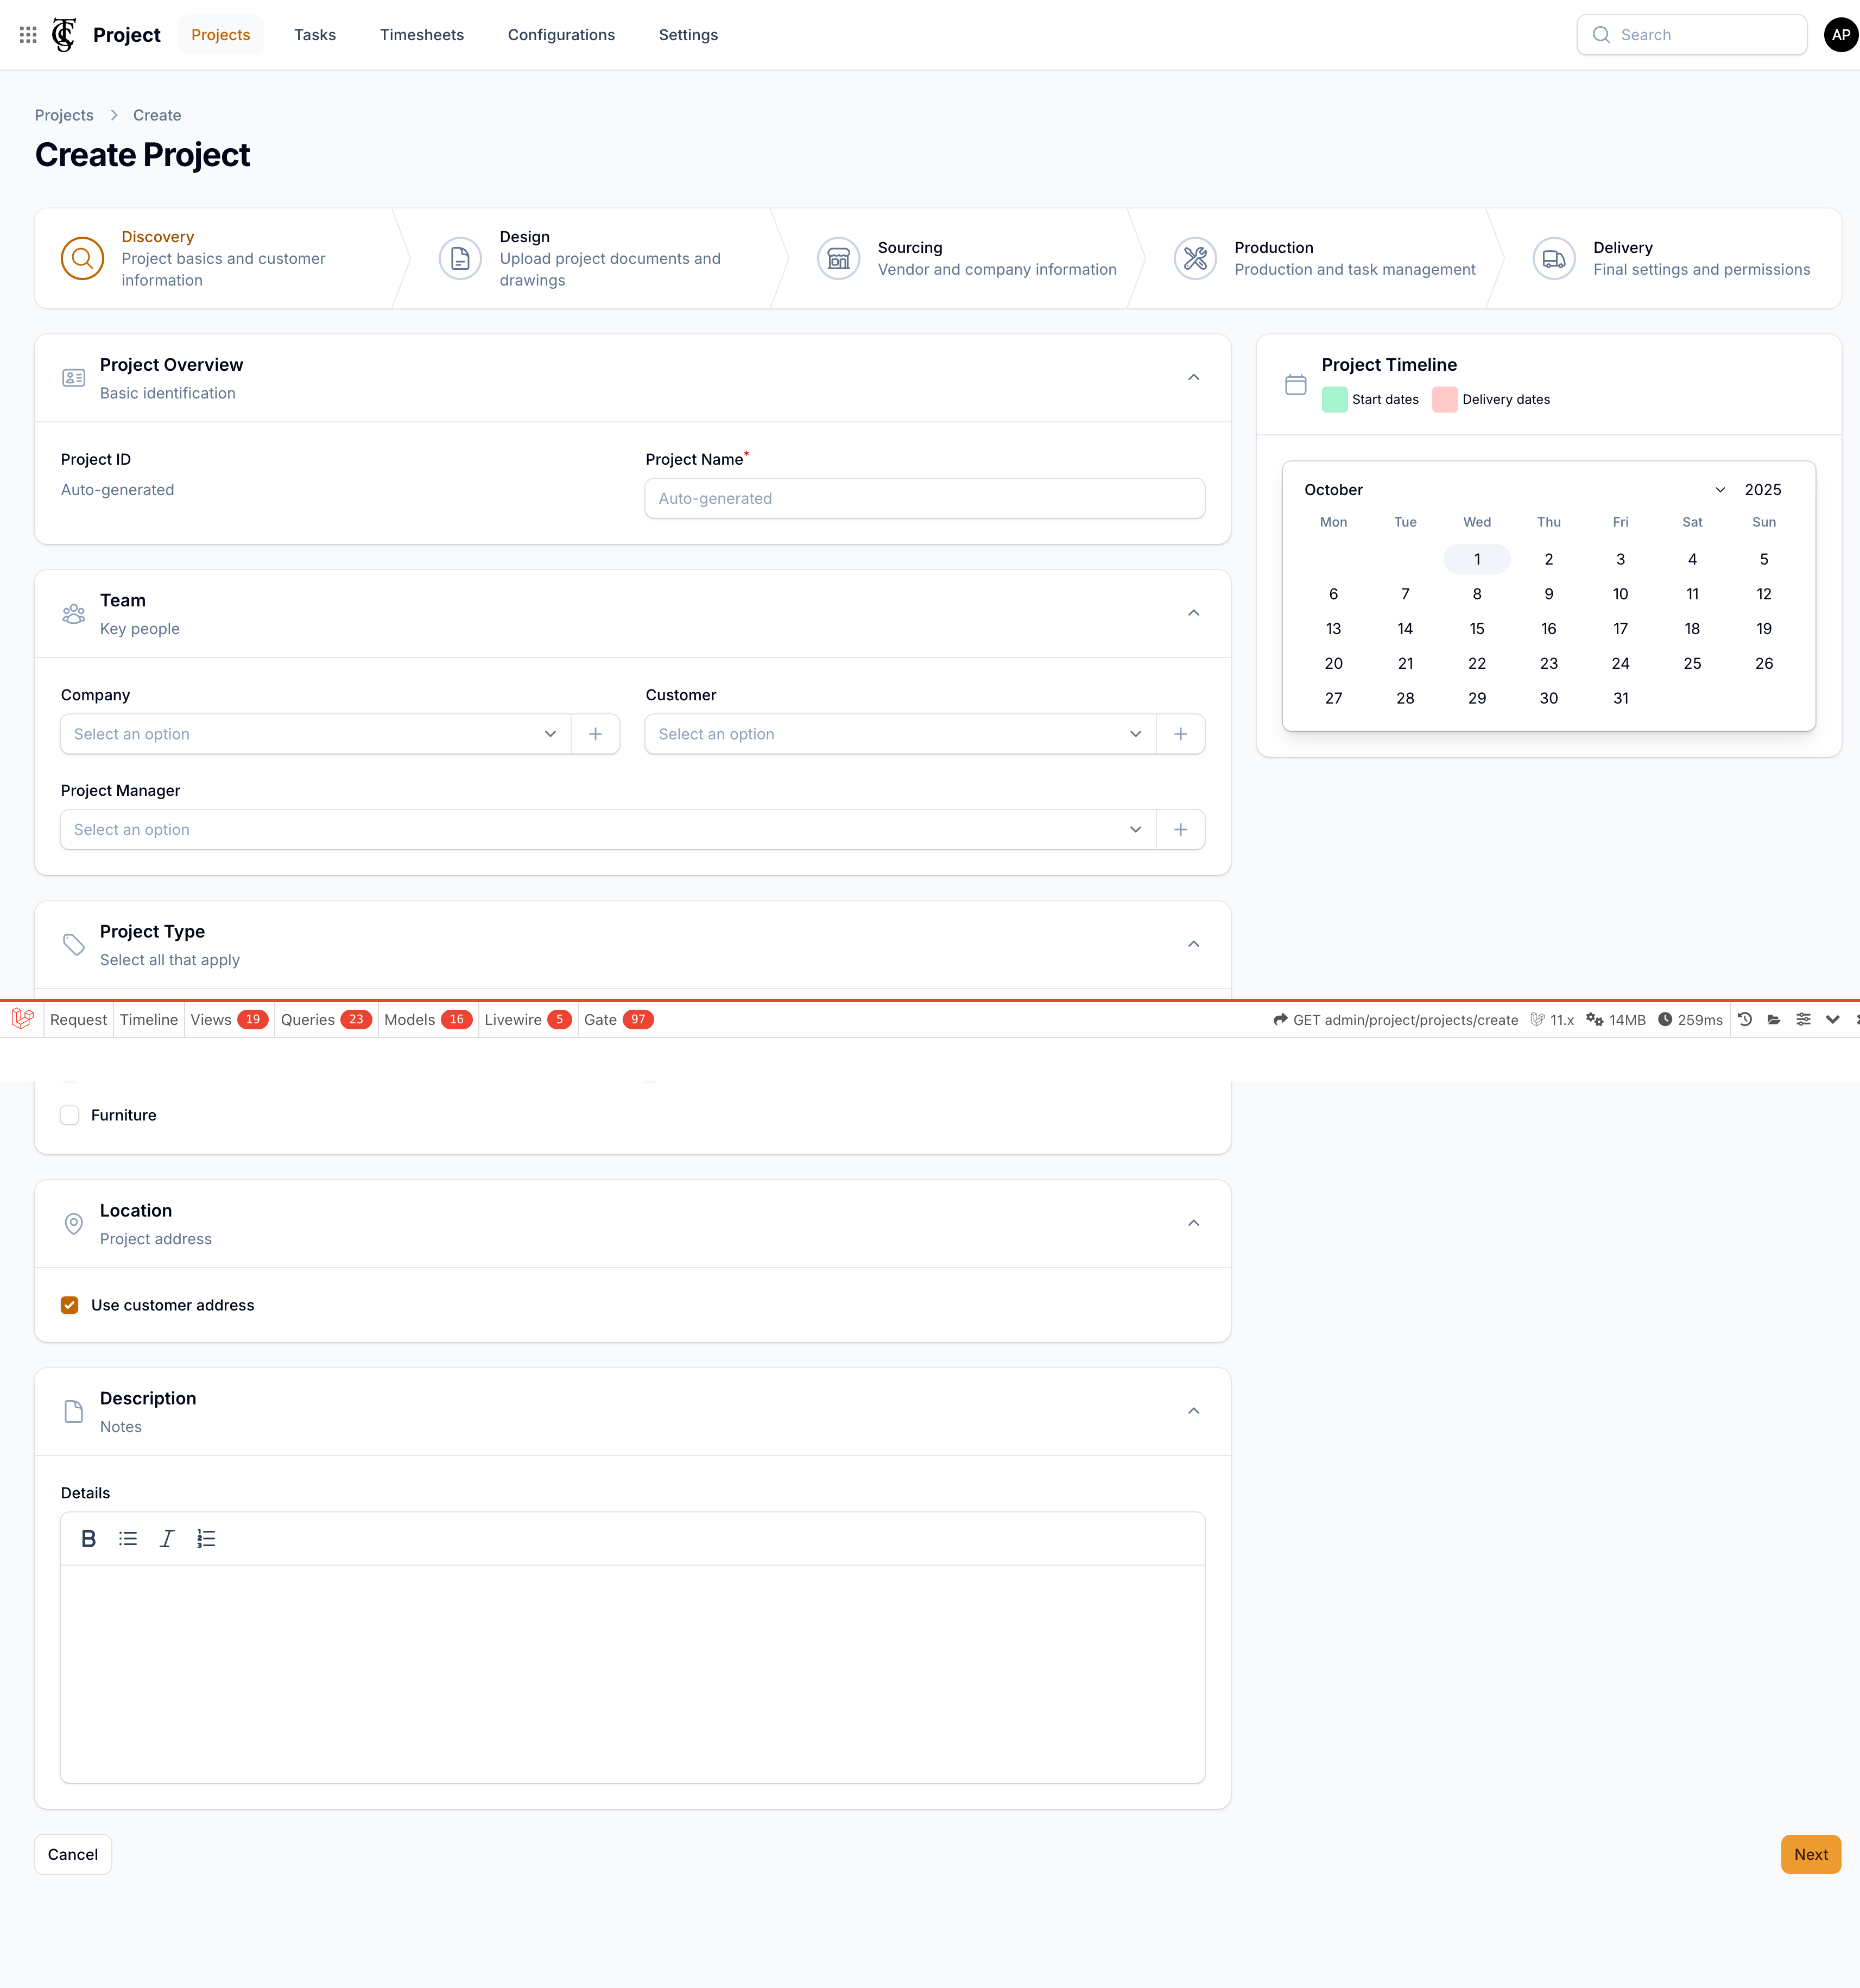 Project
Projects
Tasks
Timesheets
Configurations
Settings
Search
AP
Projects
Create
Create Project
Discovery
Project basics and customer
information
Design
Upload project documents and
drawings
Sourcing
Vendor and company information
Production
Production and task management
Delivery
Final settings and permissions
Project Overview
Basic identification
Project ID
Auto-generated
Project Name*
Auto-generated
Team
Key people
Company
Select an option
Customer
Select an option
Project Manager
Select an option
Project Type
Select all that apply
Project Timeline
Start dates
Delivery dates
October 2025
Mon Tue Wed Thu Fri Sat Sun
1 2 3 4 5
6 7 8 9 10 11 12
13 14 15 16 17 18 19
20 21 22 23 24 25 26
27 28 29 30 31
Request Timeline Views 19 Queries 23 Models 16 Livewire 5 Gate 97 GET admin/project/projects/create 11.x 14MB 259ms
Furniture
Location
Project address
Use customer address
Description
Notes
Details
Cancel
Next